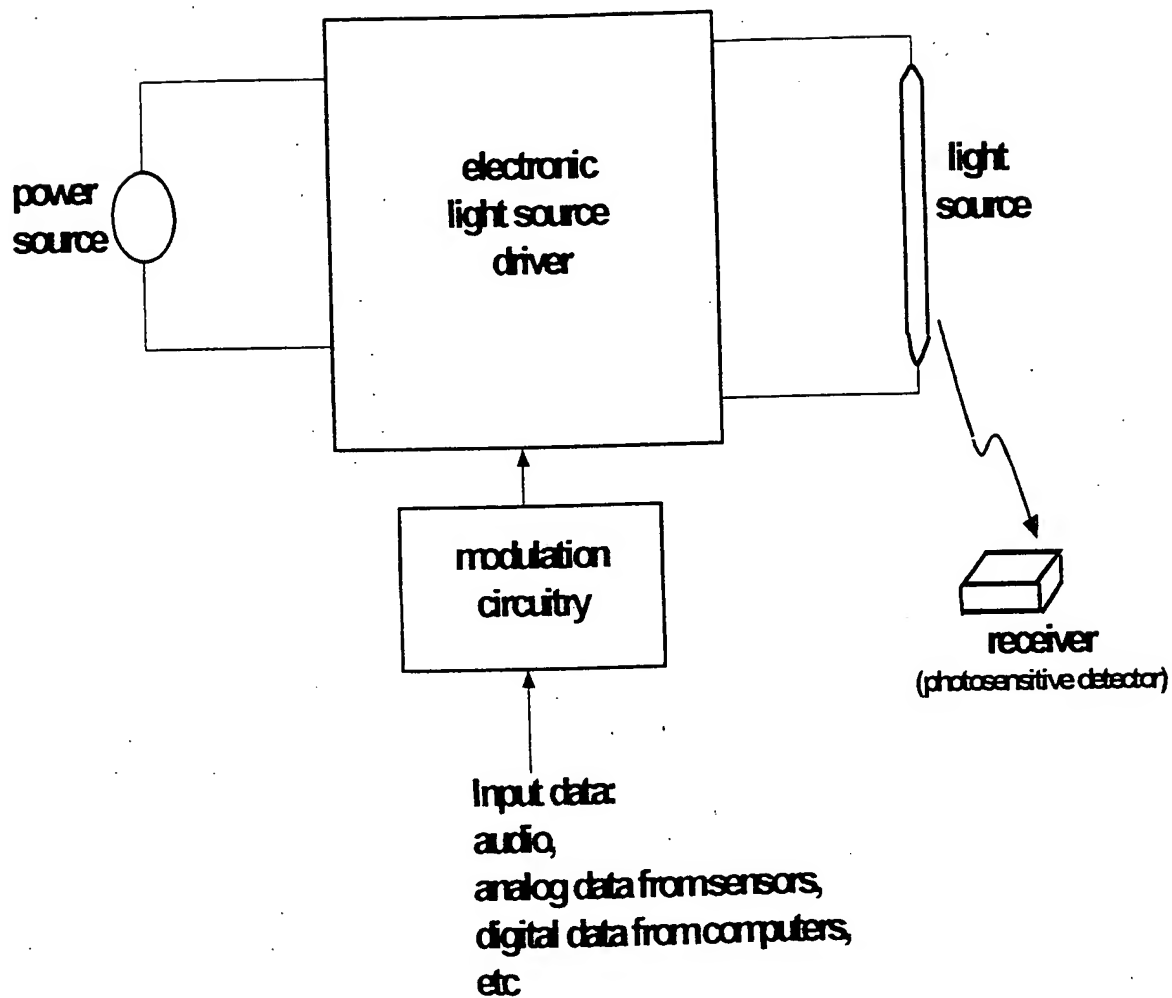 power
source
electronic
light source
driver
light
source
modulation
circuitry
receiver
(photosensitive detector)
Input data:
audio,
analog data from sensors,
digital data from computers,
etc